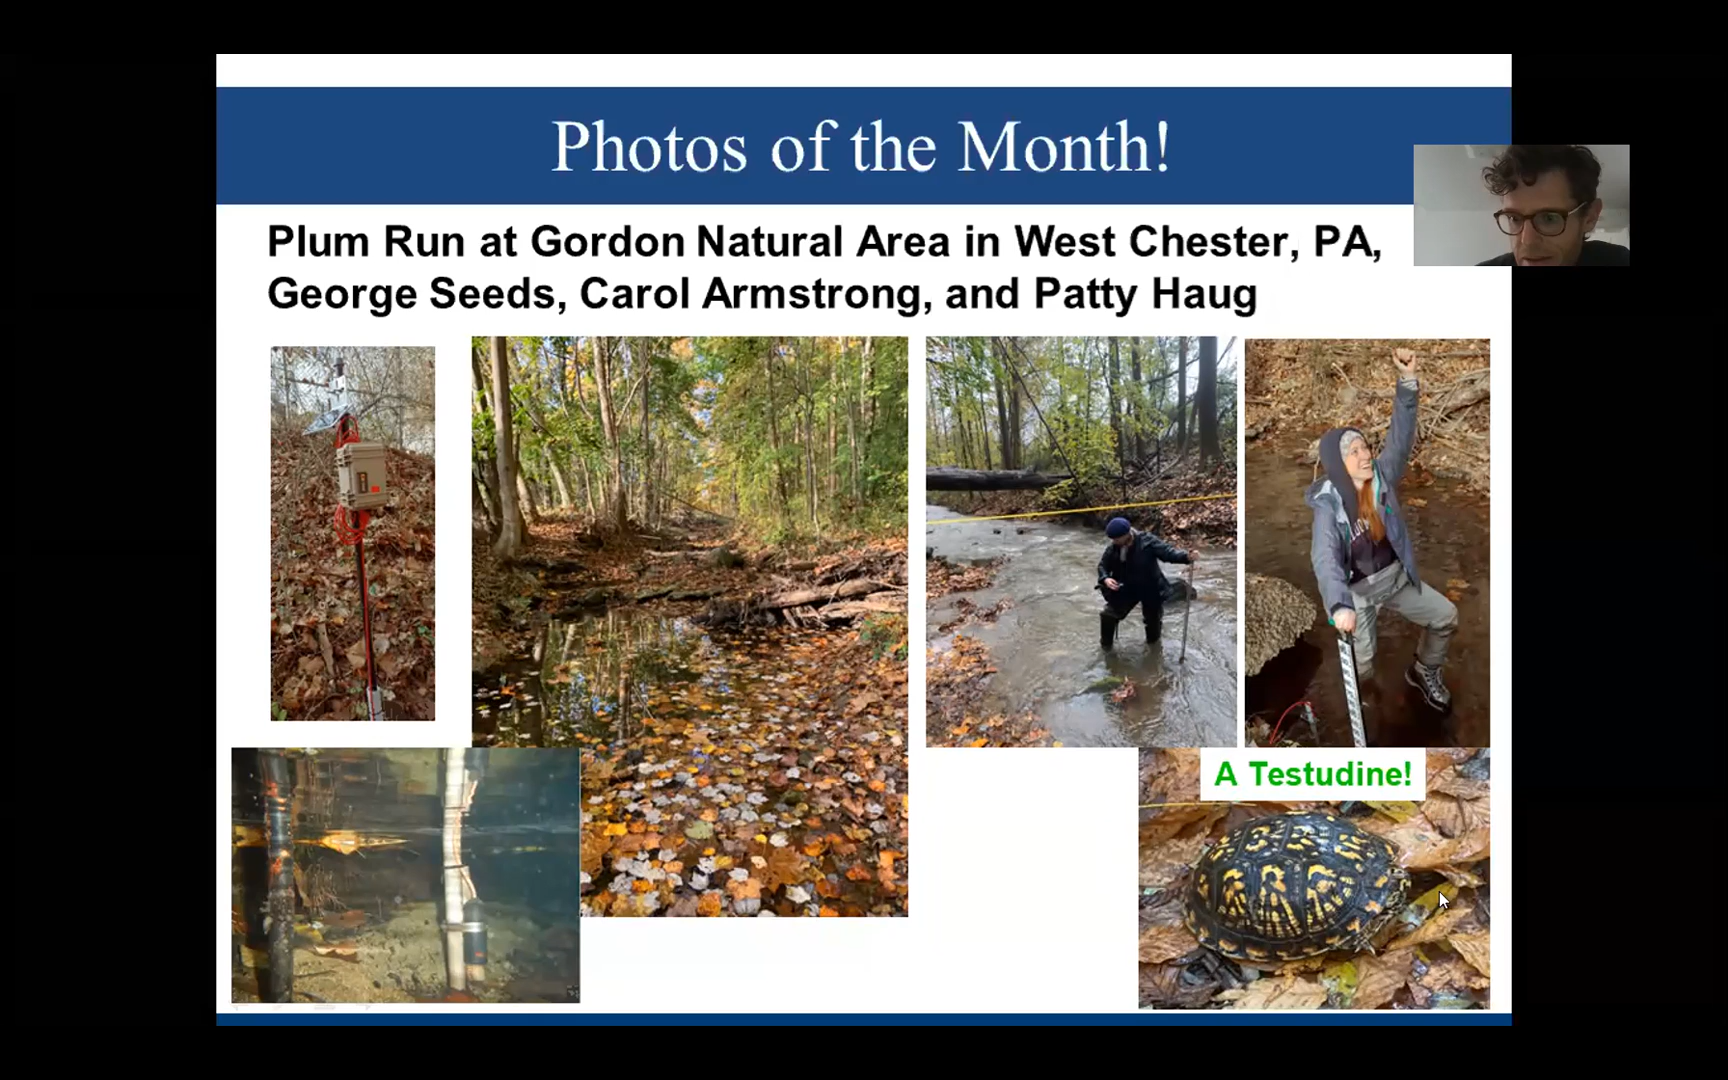 Photos of the Month!
Plum Run at Gordon Natural Area in West Chester, PA,
George Seeds, Carol Armstrong, and Patty Haug
A Testudine!